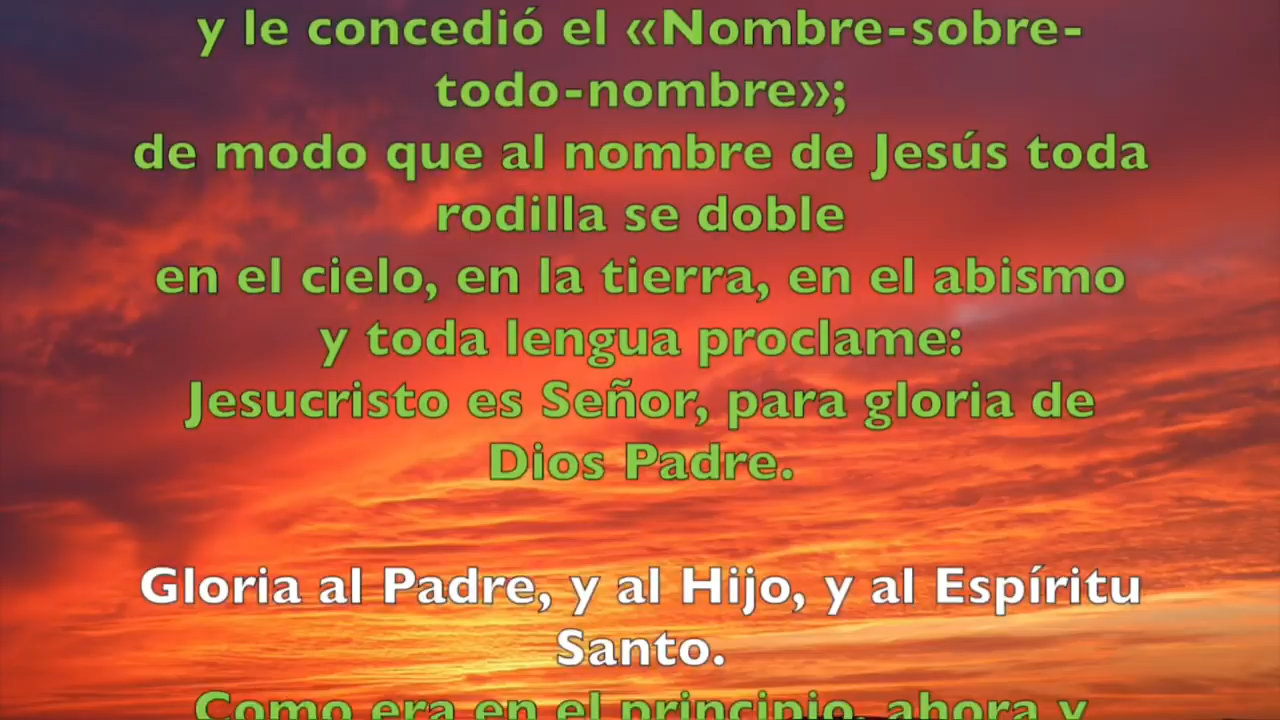 y le concedió el «Nombre-sobre-
todo-nombre»;
de modo que al nombre de Jesús toda
rodilla se doble
en el cielo, en la tierra, en el abismo
y toda lengua proclame:
Jesucristo es Señor, para gloria de
Dios Padre.
Gloria al Padre, y al Hijo, y al Espíritu
Santo.
Como era en el principio, ahora y